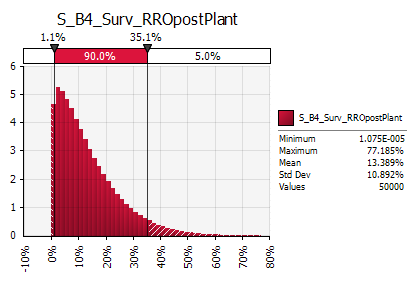 S_B4_Surv_RROpostPlant
1.1% 35.1%
90.0% 5.0%
6
5
4
3
2
1
0
-10% 0% 10% 20% 30% 40% 50% 60% 70% 80%
S_B4_Surv_RROpostPlant
Minimum 1.075E-005
Maximum 77.185%
Mean 13.389%
Std Dev 10.892%
Values 50000